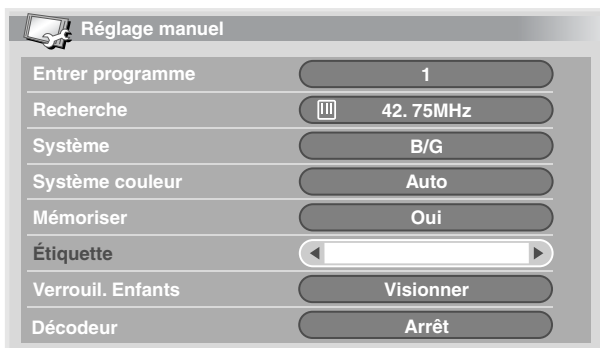 Réglage manuel
Entrer programme 1
Recherche 42. 75MHz
Système B/G
Système couleur Auto
Mémoriser Oui
Étiquette
Verrouil. Enfants Visionner
Décodeur Arrêt